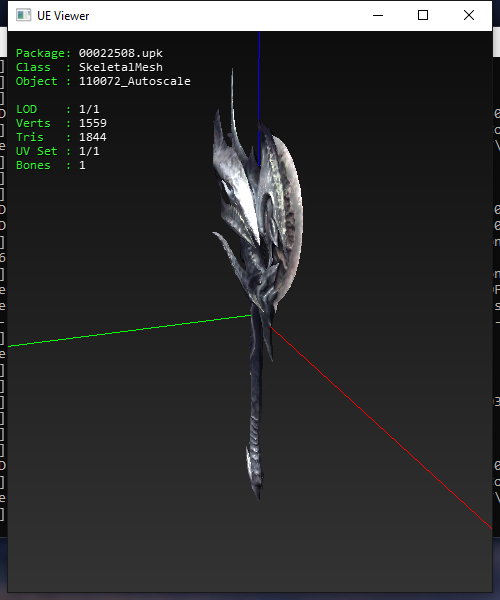 UE Viewer
Package: 00022508.upk
Class  : SkeletalMesh
Object : 110072_Autoscale
LOD    : 1/1
Verts  : 1559
Tris   : 1844
UV Set : 1/1
Bones  : 1